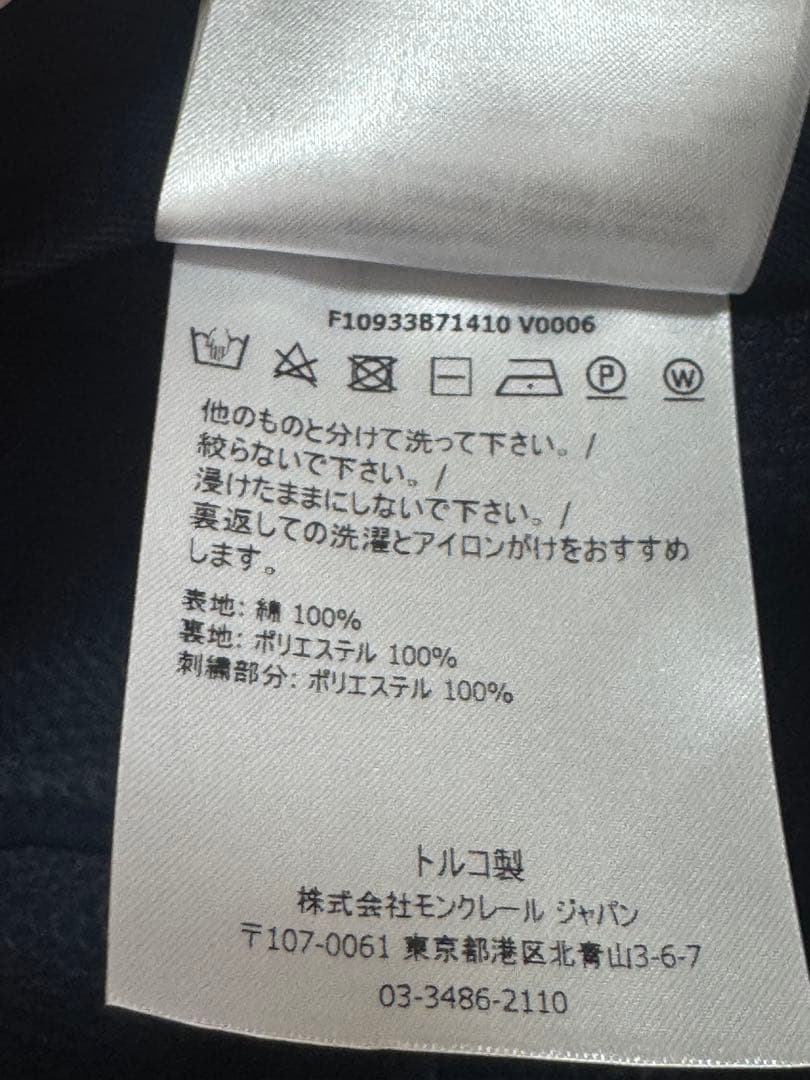 F10933B71410 V0006
P W
他のものと分けて洗って下さい。/
絞らないで下さい。/
浸けたままにしないで下さい。/
裏返しての洗濯とアイロンがけをおすすめ
します。
表地: 綿 100%
裏地: ポリエステル 100%
刺繍部分: ポリエステル 100%
トルコ製
株式会社モンクレール ジャパン
〒107-0061 東京都港区北青山3-6-7
03-3486-2110